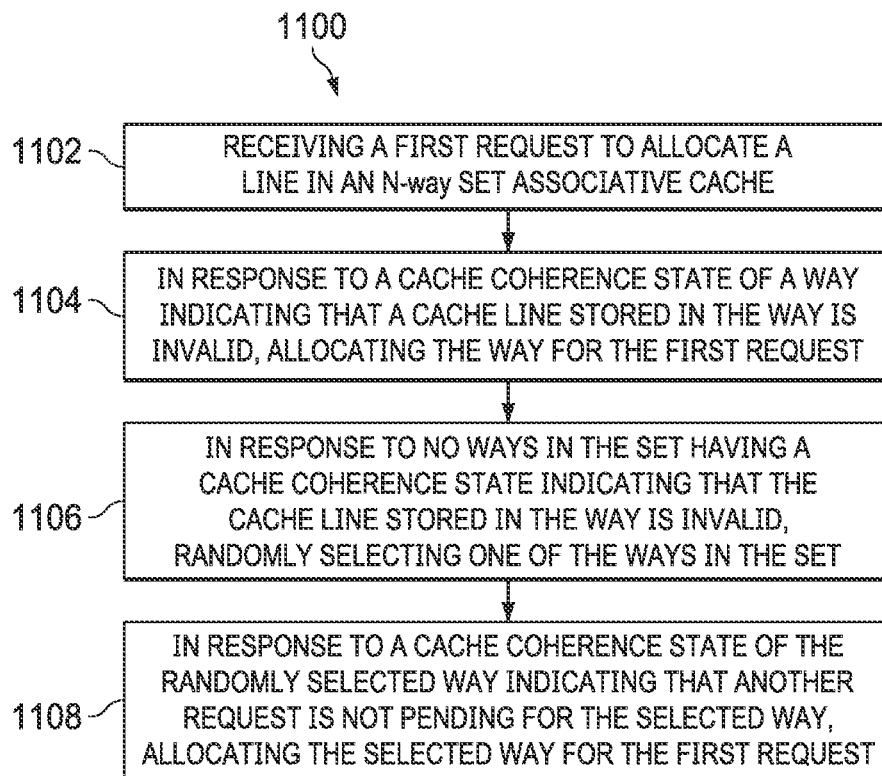 1100
1102
RECEIVING A FIRST REQUEST TO ALLOCATE A
LINE IN AN N-way SET ASSOCIATIVE CACHE
1104
IN RESPONSE TO A CACHE COHERENCE STATE OF A WAY
INDICATING THAT A CACHE LINE STORED IN THE WAY IS
INVALID, ALLOCATING THE WAY FOR THE FIRST REQUEST
1106
IN RESPONSE TO NO WAYS IN THE SET HAVING A
CACHE COHERENCE STATE INDICATING THAT THE
CACHE LINE STORED IN THE WAY IS INVALID,
RANDOMLY SELECTING ONE OF THE WAYS IN THE SET
1108
IN RESPONSE TO A CACHE COHERENCE STATE OF THE
RANDOMLY SELECTED WAY INDICATING THAT ANOTHER
REQUEST IS NOT PENDING FOR THE SELECTED WAY,
ALLOCATING THE SELECTED WAY FOR THE FIRST REQUEST